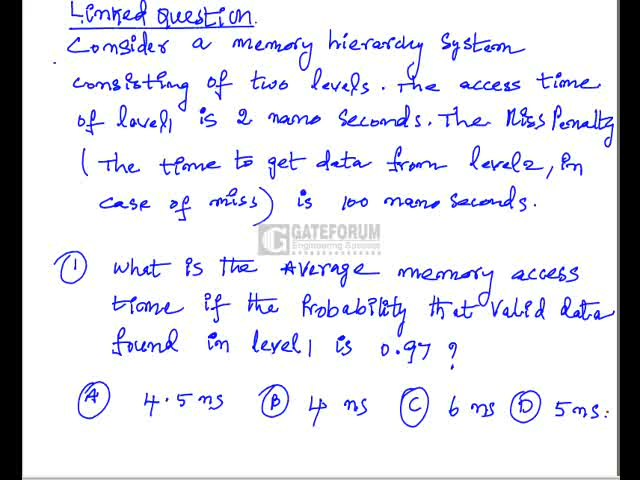 Linked question.
Consider a memory hierarchy system
consisting of two levels. The access time
of level1 is 2 nano seconds. The Miss Penalty
(The time to get data from level2, in
case of miss) is 100 nano seconds.
GATEFORUM
Engineering Success
① What is the Average memory access
time if the Probability that valid data
found in level1 is 0.97 ?
Ⓐ 4.5 ns Ⓑ 4 ns Ⓒ 6 ns Ⓓ 5 ns.